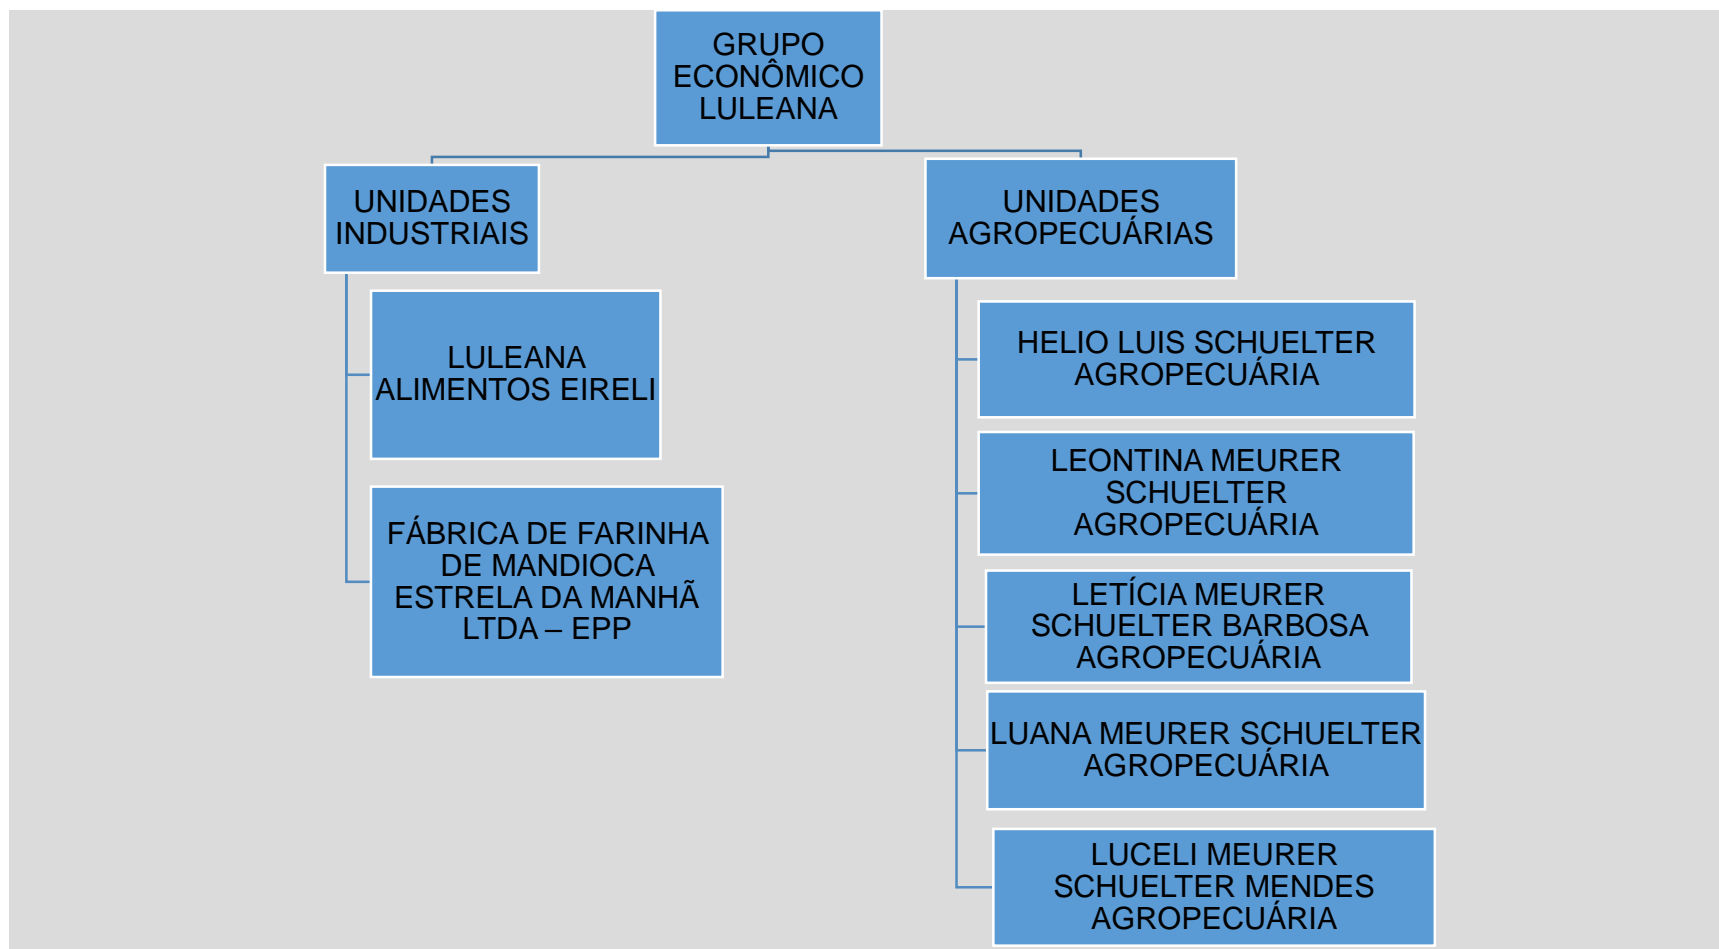 GRUPO
ECONÔMICO
LULEANA
UNIDADES
INDUSTRIAIS
LULEANA
ALIMENTOS EIRELI
FÁBRICA DE FARINHA
DE MANDIOCA
ESTRELA DA MANHÃ
LTDA – EPP
UNIDADES
AGROPECUÁRIAS
HELIO LUIS SCHUELTER
AGROPECUÁRIA
LEONTINA MEURER
SCHUELTER
AGROPECUÁRIA
LETÍCIA MEURER
SCHUELTER BARBOSA
AGROPECUÁRIA
LUANA MEURER SCHUELTER
AGROPECUÁRIA
LUCELI MEURER
SCHUELTER MENDES
AGROPECUÁRIA